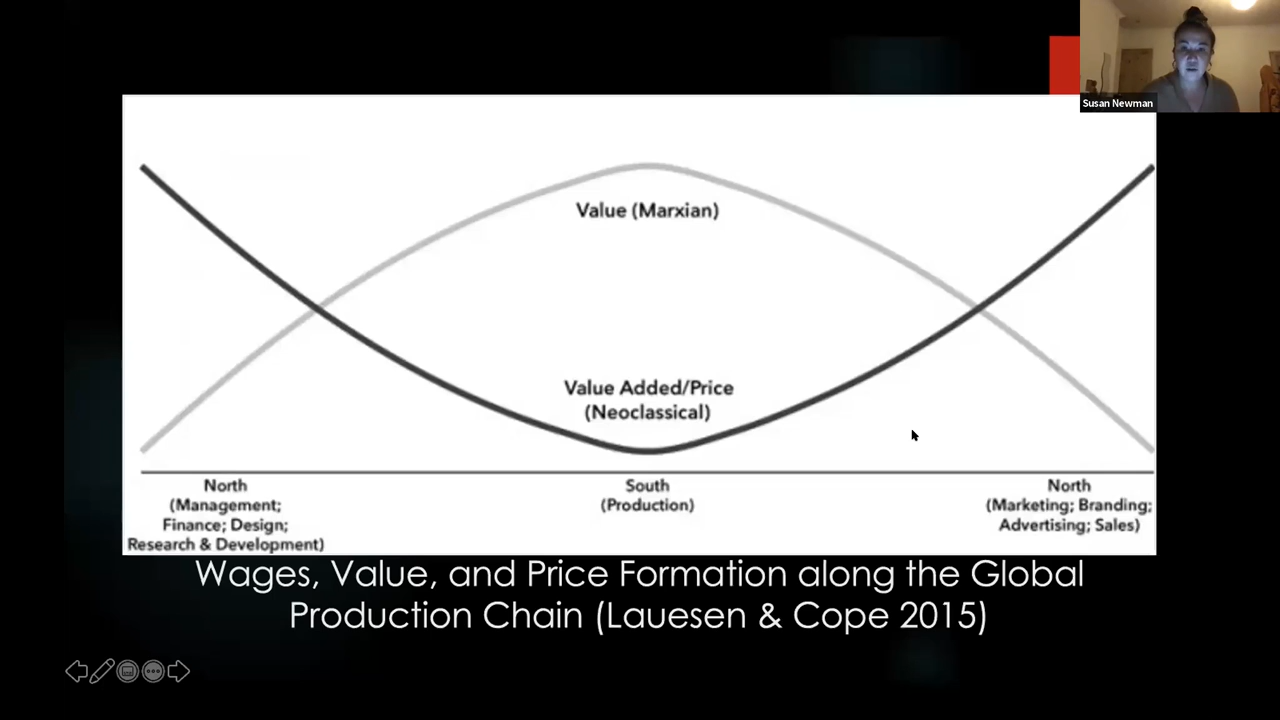 Susan Newman
Value (Marxian)
Value Added/Price
(Neoclassical)
North
(Management;
Finance; Design;
Research & Development)
South
(Production)
North
(Marketing; Branding;
Advertising; Sales)
Wages, Value, and Price Formation along the Global
Production Chain (Lauesen & Cope 2015)